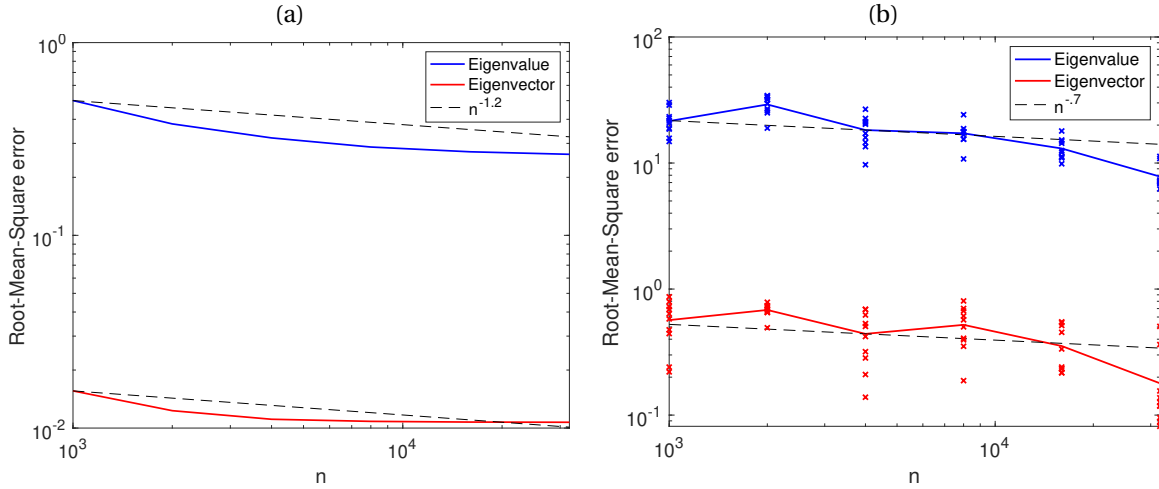 (a)
10^0
10^-1
10^-2
10^3
10^4
Root-Mean-Square error
n
Eigenvalue
Eigenvector
n^-1.2
(b)
10^2
10^1
10^0
10^-1
10^3
10^4
Root-Mean-Square error
n
Eigenvalue
Eigenvector
n^-.7